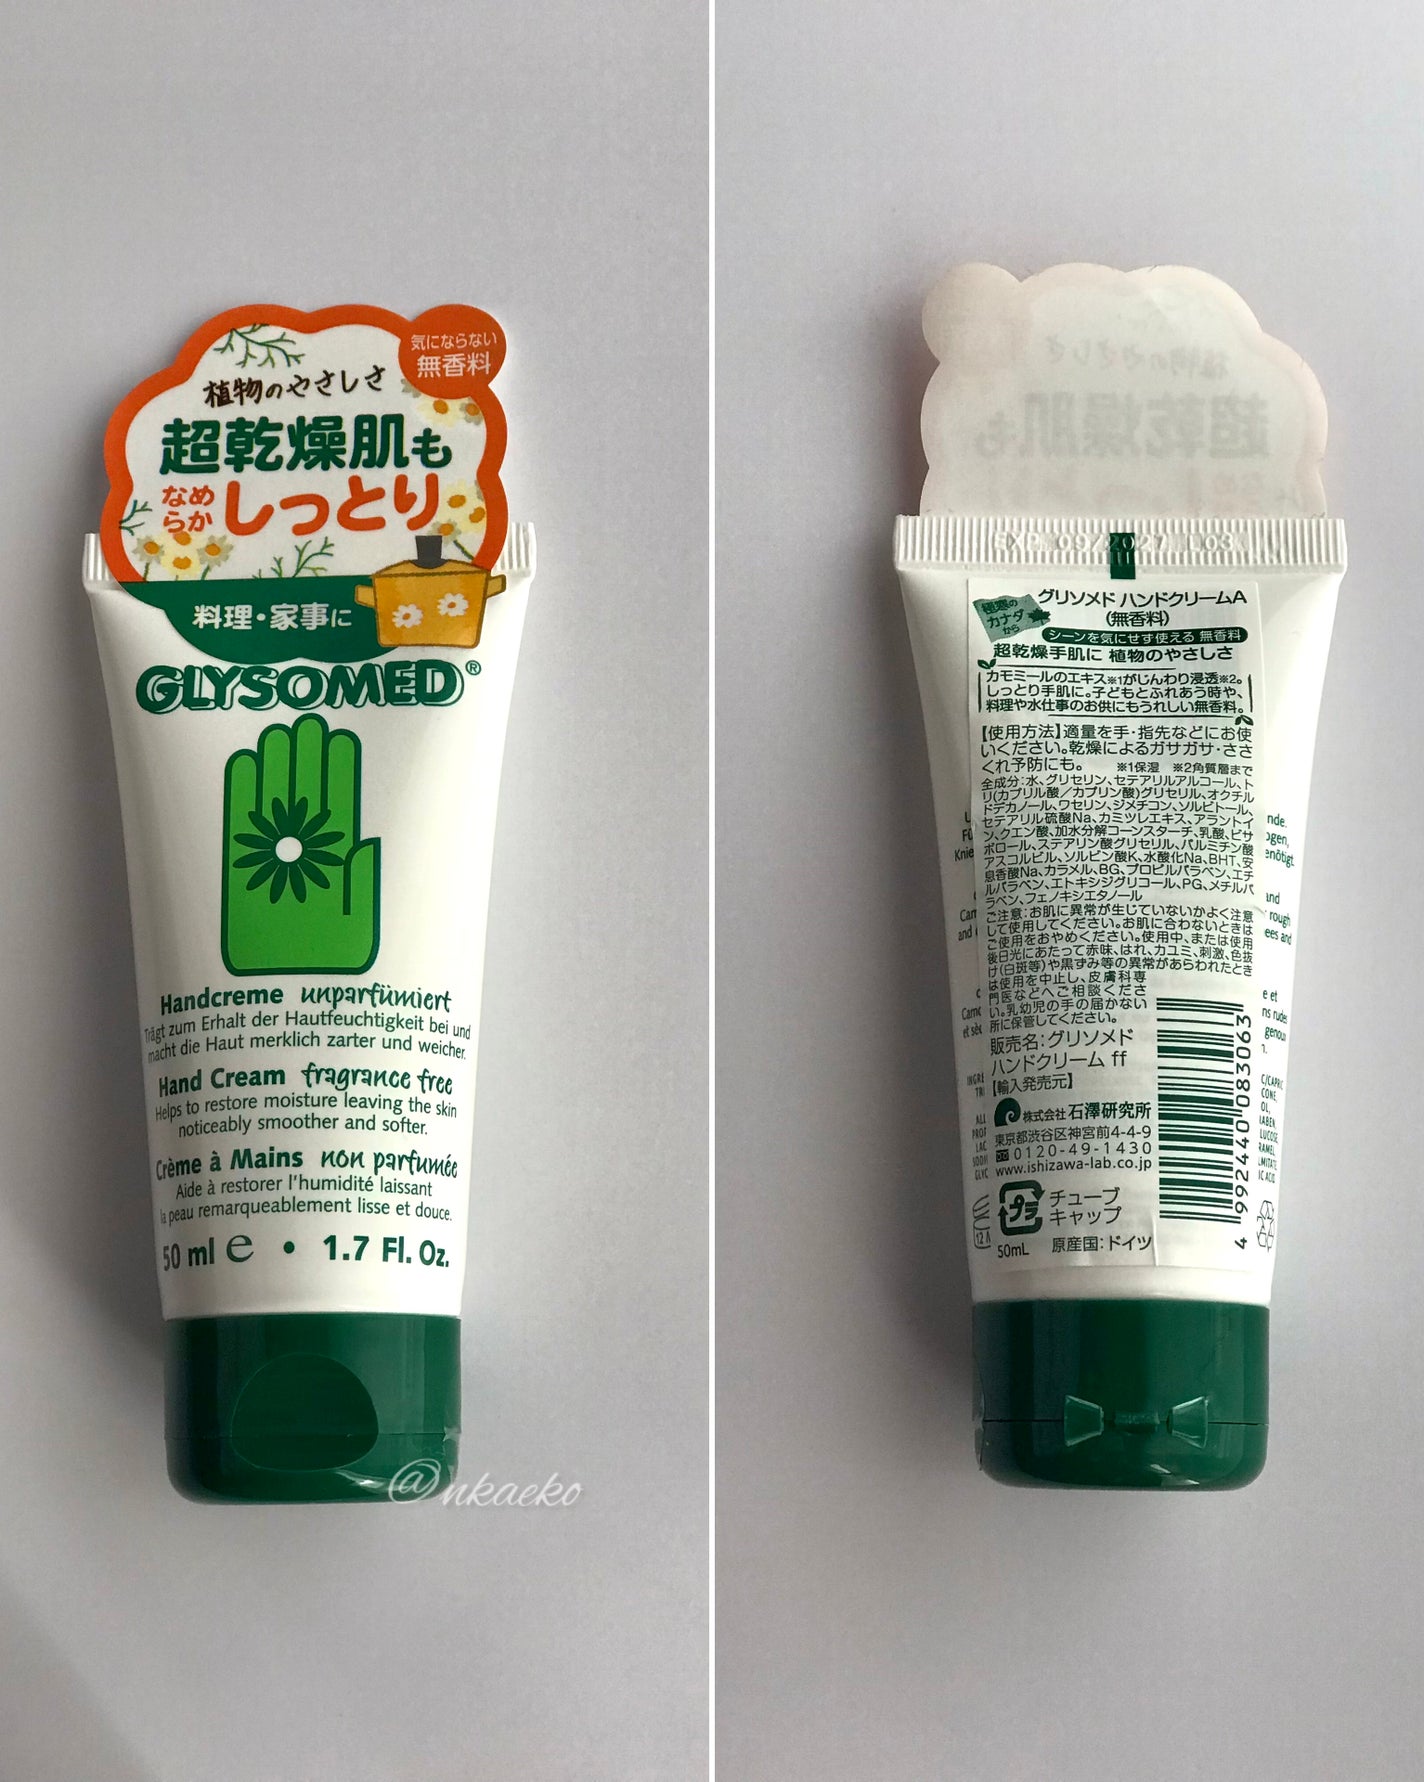 気にならない
無香料
植物のやさしさ
超乾燥肌も
なめらか しっとり
料理・家事に
GLYSOMED®
Handcreme unparfümiert
Trägt zum Erhalt der Hautfeuchtigkeit bei und
macht die Haut merklich zarter und weicher.
Hand Cream fragrance free
Helps to restore moisture leaving the skin
noticeably smoother and softer.
Crème à Mains non parfumée
Aide à restorer l'humidité laissant
la peau remarqueablement lisse et douce.
50 ml e • 1.7 Fl. Oz.
@nkaeko
EXP 09/2027 L03
極寒の
カナダ
から
グリソメド ハンドクリームA
(無香料)
シーンを気にせず使える 無香料
超乾燥手肌に 植物のやさしさ
カモミールのエキス※1がじんわり浸透※2。
しっとり手肌に。子どもとふれあう時や、
料理や水仕事のお供にもうれしい無香料。
【使用方法】適量を手・指先などにお使
いください。乾燥によるガサガサ・ささ
くれ予防にも。 ※1保湿 ※2角質層まで
全成分:水、グリセリン、セテアリルアルコール、ト
リ(カプリル酸／カプリン酸)グリセリル、オクチル
ドデカノール、ワセリン、ジメチコン、ソルビトール、
セテアリル硫酸Na、カミツレエキス、アラントイ
ン、クエン酸、加水分解コーンスターチ、乳酸、ビサ
ボロール、ステアリン酸グリセリル、パルミチン酸
アスコルビル、ソルビン酸K、水酸化Na、BHT、安
息香酸Na、カラメル、BG、プロピルパラベン、エチ
ルパラベン、エトキシジグリコール、PG、メチルパ
ラベン、フェノキシエタノール
ご注意:お肌に異常が生じていないかよく注意
して使用してください。お肌に合わないときは
ご使用をおやめください。使用中、または使用
後日光にあたって赤味、はれ、カユミ、刺激、色抜
け(白斑等)や黒ずみ等の異常があらわれたとき
は使用を中止し、皮膚科専
門医などへご相談くださ
い。乳幼児の手の届かない
所に保管してください。
販売名:グリソメド
ハンドクリーム ff
【輸入発売元】
株式会社 石澤研究所
東京都渋谷区神宮前4-4-9
0120-49-1430
www.ishizawa-lab.co.jp
プラ
チューブ
キャップ
50mL 原産国:ドイツ
4 992440 083063